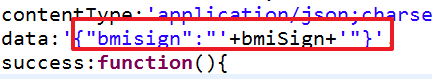 contentType:'application/json;charse
data:'{"bmisign":"'+bmiSign+'"}',
success:function(){